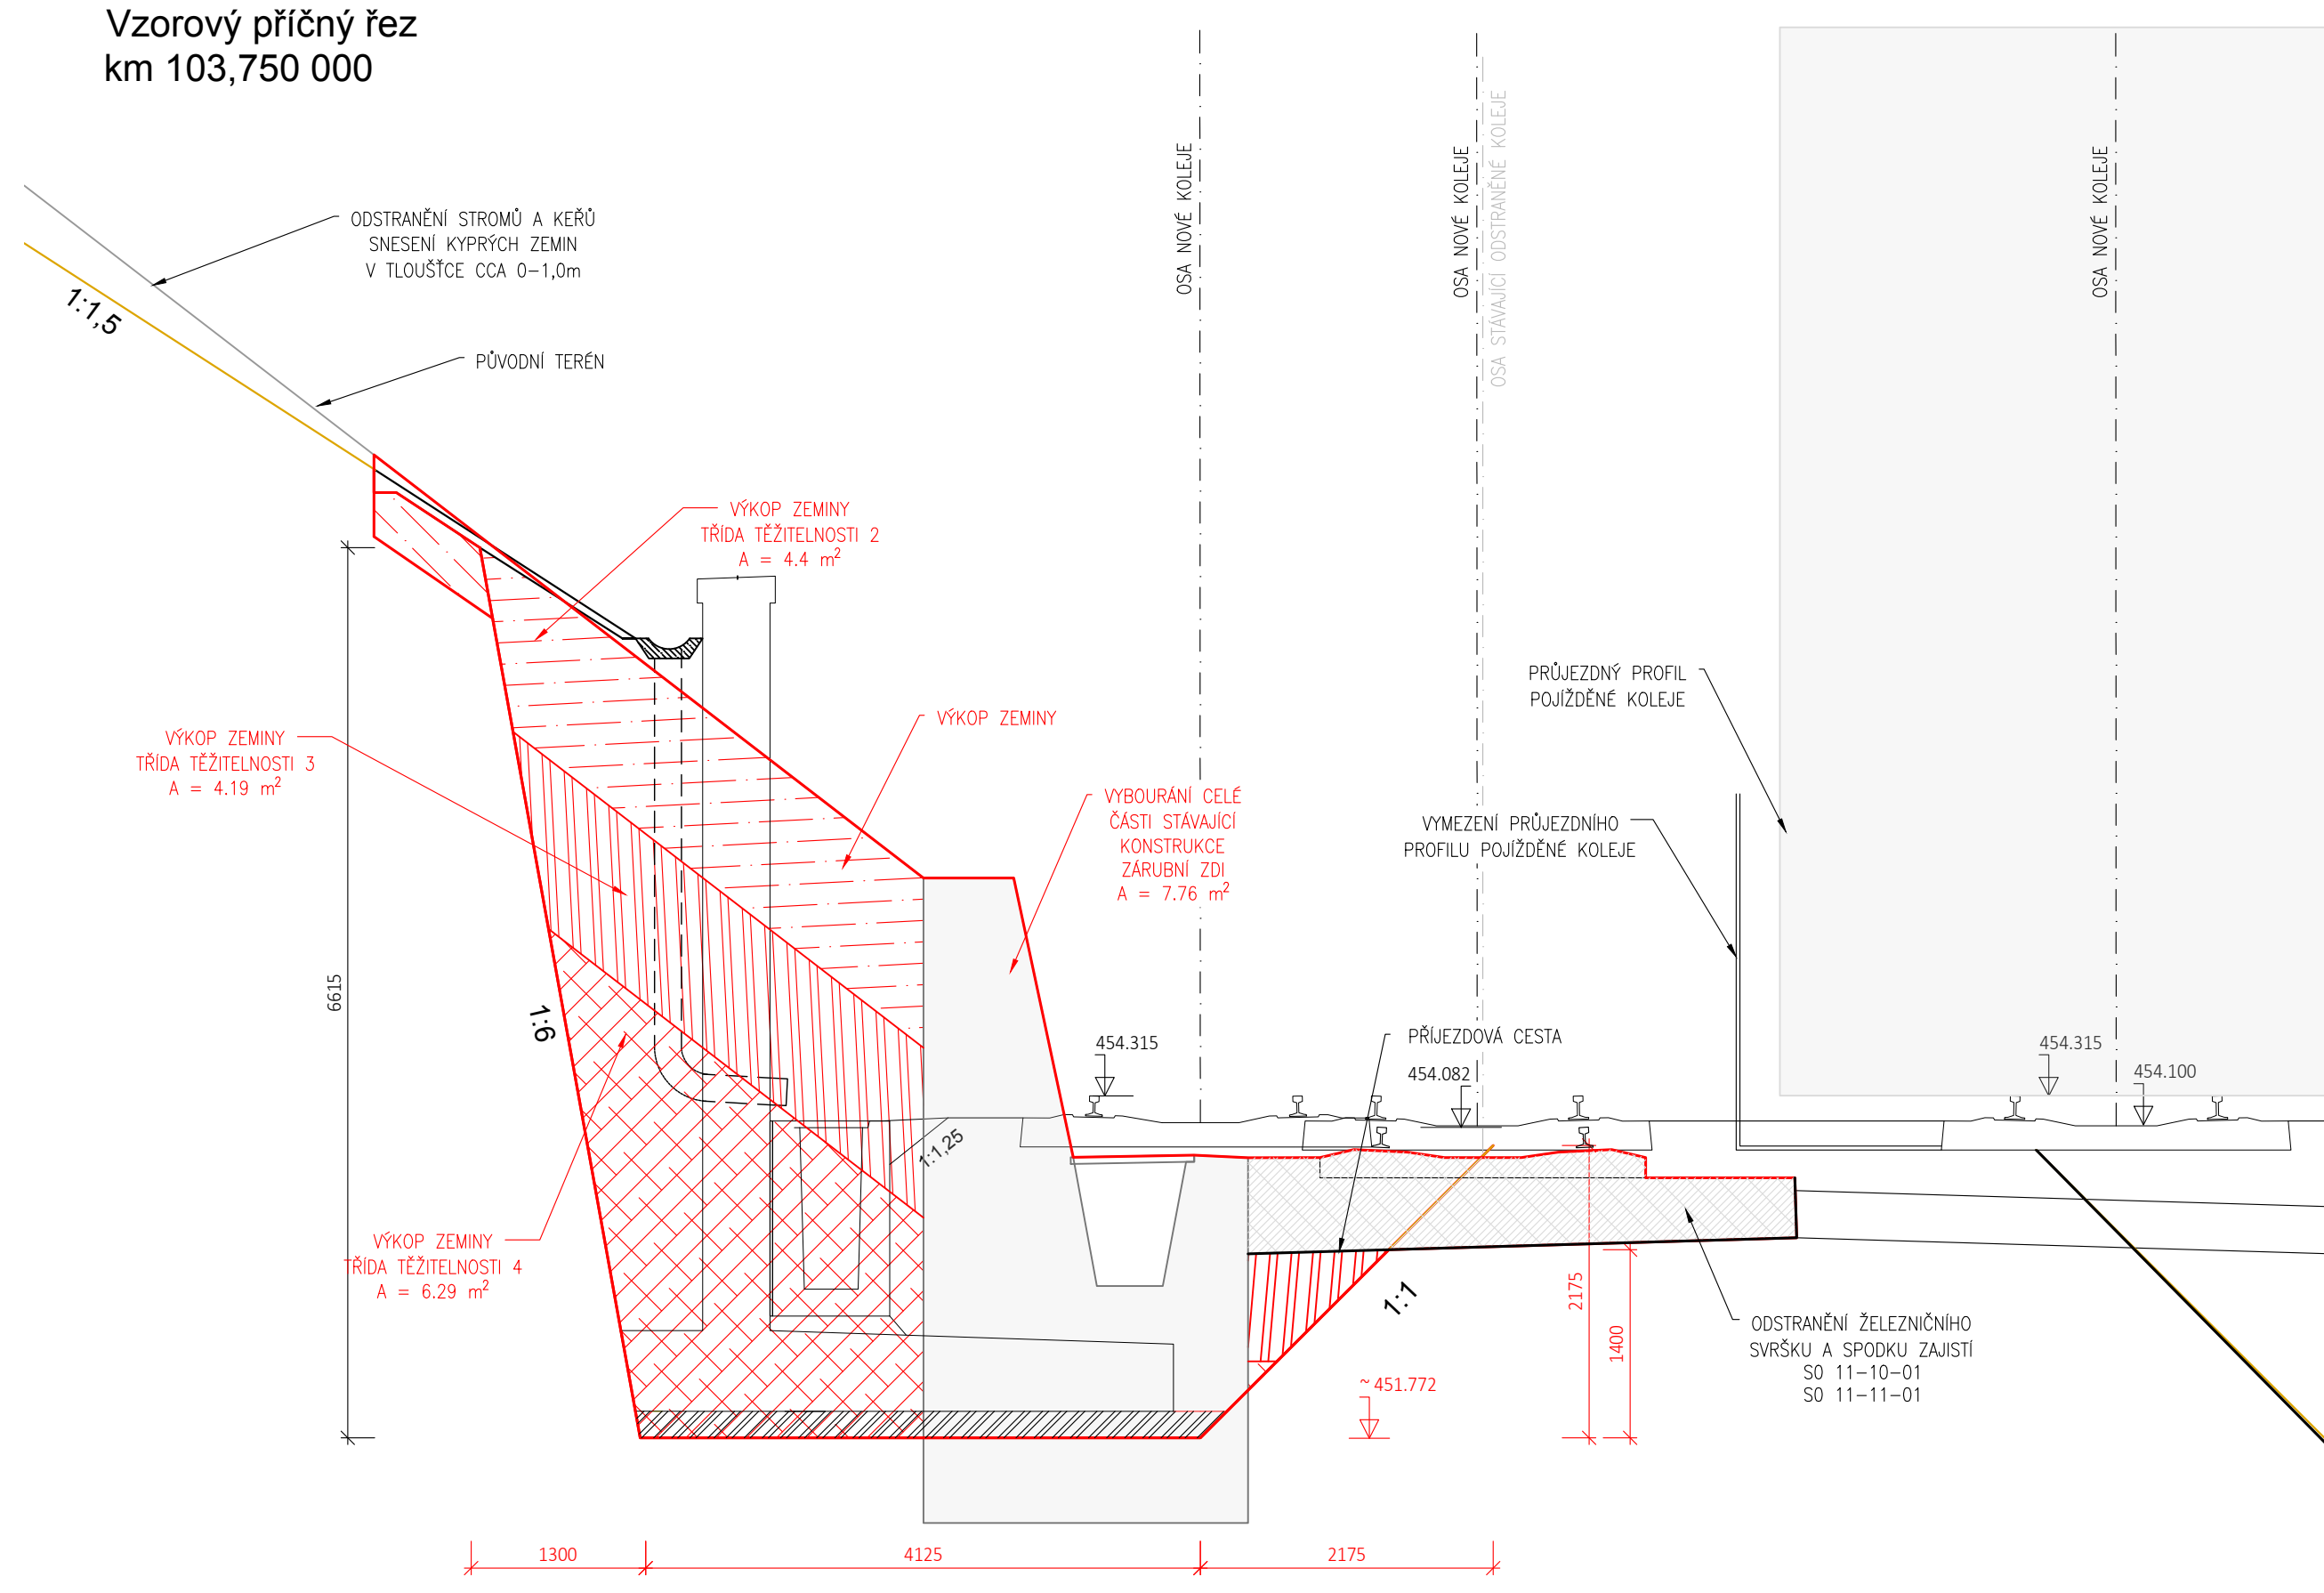 Vzorový příčný řez
km 103,750 000
ODSTRANĚNÍ STROMŮ A KEŘŮ
SNESENÍ KYPRÝCH ZEMIN
V TLOUŠŤCE CCA 0-1,0m
1:1,5
PŮVODNÍ TERÉN
OSA NOVÉ KOLEJE
OSA NOVÉ KOLEJE
OSA STÁVAJÍCÍ ODSTRANĚNÉ KOLEJE
OSA NOVÉ KOLEJE
VÝKOP ZEMINY
TŘÍDA TĚŽITELNOSTI 2
A = 4.4 m²
VÝKOP ZEMINY
TŘÍDA TĚŽITELNOSTI 3
A = 4.19 m²
VÝKOP ZEMINY
VYBOURÁNÍ CELÉ
ČÁSTI STÁVAJÍCÍ
KONSTRUKCE
ZÁRUBNÍ ZDI
A = 7.76 m²
PRŮJEZDNÝ PROFIL
POJÍŽDĚNÉ KOLEJE
VYMEZENÍ PRŮJEZDNÍHO
PROFILU POJÍŽDĚNÉ KOLEJE
6615
1:6
454.315
PŘÍJEZDOVÁ CESTA
454.082
454.315
454.100
1:1,25
VÝKOP ZEMINY
TŘÍDA TĚŽITELNOSTI 4
A = 6.29 m²
1:1
2175
1400
~ 451.772
ODSTRANĚNÍ ŽELEZNIČNÍHO
SVRŠKU A SPODKU ZAJISTÍ
SO 11-10-01
SO 11-11-01
1300
4125
2175